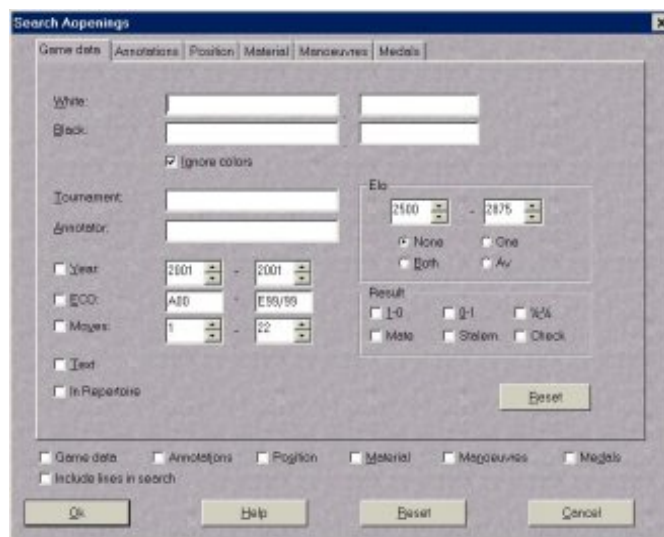 Search Aopenings
Game data Annotations Position Material Manoeuvres Medals
White:
Black:
Ignore colors
Tournament:
Annotator:
Elo
2500 - 2875
None One
Both Av
Year: 2001 - 2001
ECO: A00 - E99/99
Moves: 1 - 22
Result
1-0 0-1 ½-½
Mate Stalem. Check
Text
In Repertoire
Reset
Game data Annotations Position Material Manoeuvres Medals
Include lines in search
Ok Help Reset Cancel